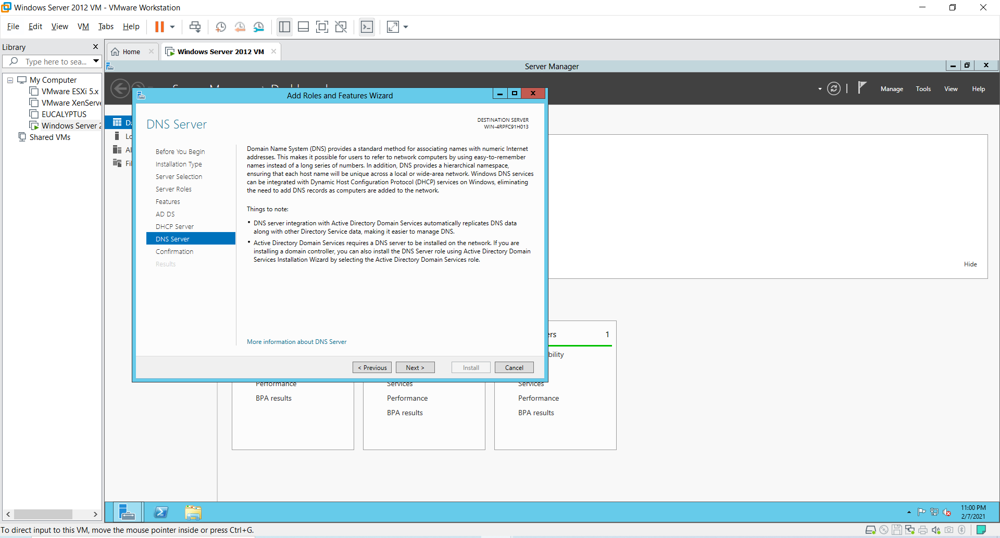 Windows Server 2012 VM - VMware Workstation
File Edit View VM Tabs Help
Library
Type here to sea...
My Computer
VMware ESXi 5.x
VMware XenServe
EUCALYPTUS
Windows Server 2
Shared VMs
Home
Windows Server 2012 VM
Server Manager
Manage Tools View Help
Add Roles and Features Wizard
DNS Server
DESTINATION SERVER
WIN-4RPFC91H013
Before You Begin
Installation Type
Server Selection
Server Roles
Features
AD DS
DHCP Server
DNS Server
Confirmation
Results
Domain Name System (DNS) provides a standard method for associating names with numeric Internet
addresses. This makes it possible for users to refer to network computers by using easy-to-remember
names instead of a long series of numbers. In addition, DNS provides a hierarchical namespace,
ensuring that each host name will be unique across a local or wide-area network. Windows DNS services
can be integrated with Dynamic Host Configuration Protocol (DHCP) services on Windows, eliminating
the need to add DNS records as computers are added to the network.
Things to note:
• DNS server integration with Active Directory Domain Services automatically replicates DNS data
along with other Directory Service data, making it easier to manage DNS.
• Active Directory Domain Services requires a DNS server to be installed on the network. If you are
installing a domain controller, you can also install the DNS Server role using Active Directory Domain
Services Installation Wizard by selecting the Active Directory Domain Services role.
More information about DNS Server
< Previous Next > Install Cancel
Hide
ers 1
bility
Performance
BPA results
Services
Performance
BPA results
Services
Performance
BPA results
11:00 PM
2/7/2021
To direct input to this VM, move the mouse pointer inside or press Ctrl+G.